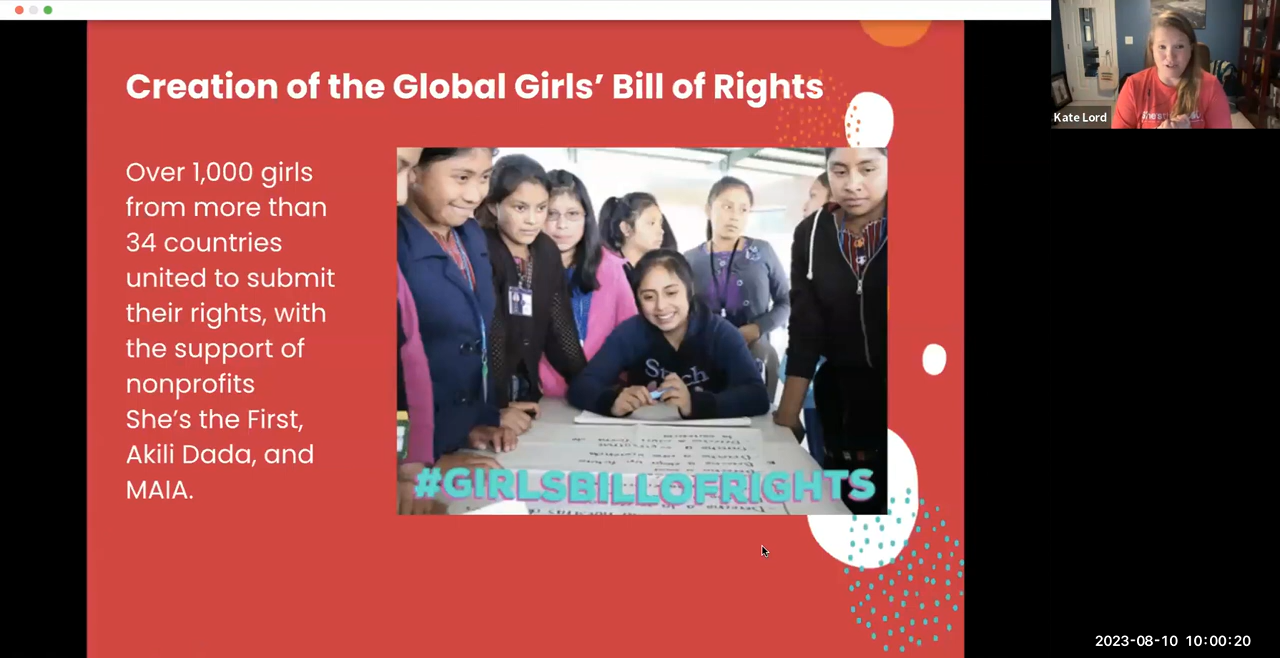 Creation of the Global Girls’ Bill of Rights
Over 1,000 girls
from more than
34 countries
united to submit
their rights, with
the support of
nonprofits
She’s the First,
Akili Dada, and
MAIA.
#GIRLSBILLOFRIGHTS
Kate Lord
2023-08-10 10:00:20